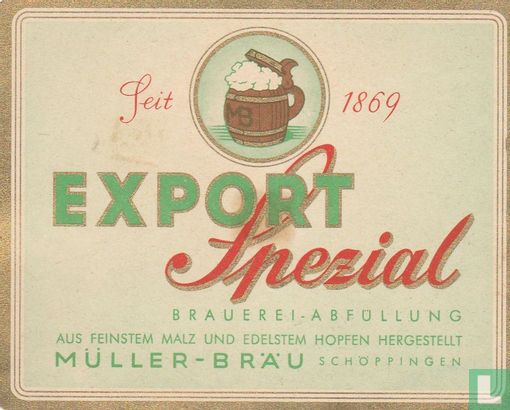 Seit 1869
MB
EXPORT
Spezial
BRAUEREI-ABFÜLLUNG
AUS FEINSTEM MALZ UND EDELSTEM HOPFEN HERGESTELLT
MÜLLER-BRÄU SCHÖPPINGEN
L